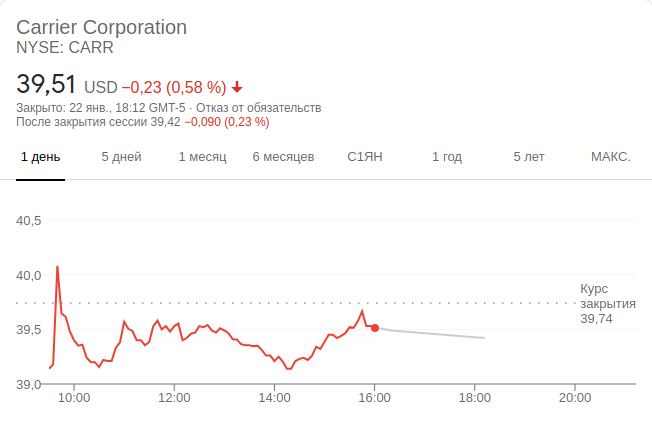 Carrier Corporation
NYSE: CARR
39,51 USD −0,23 (0,58 %)
Закрыто: 22 янв., 18:12 GMT-5 · Отказ от обязательств
После закрытия сессии 39,42 −0,090 (0,23 %)
1 день 5 дней 1 месяц 6 месяцев С1ЯН 1 год 5 лет МАКС.
40,5
40,0
Курс
закрытия
39,74
39,5
39,0
10:00 12:00 14:00 16:00 18:00 20:00